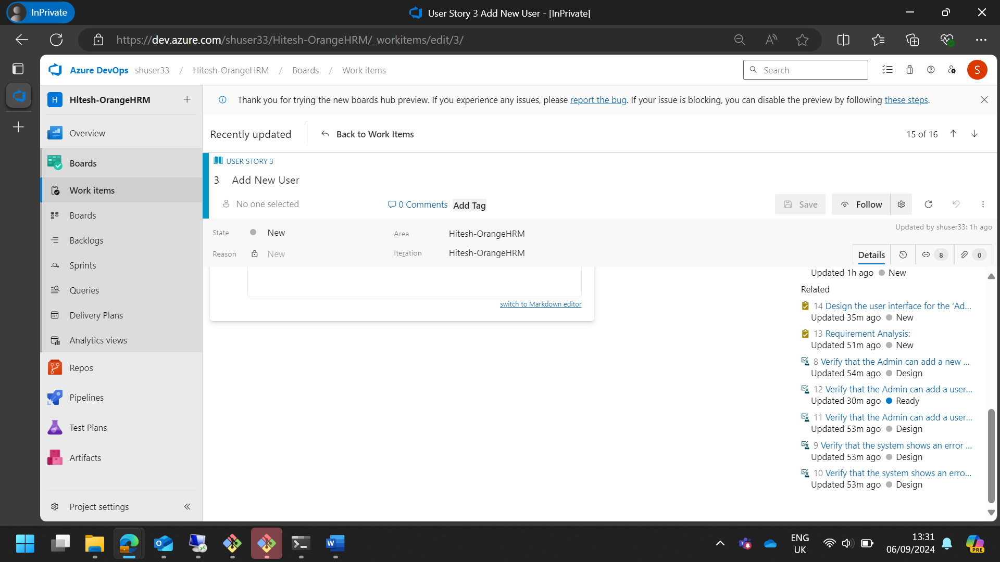 InPrivate
User Story 3 Add New User - [InPrivate]
https://dev.azure.com/shuser33/Hitesh-OrangeHRM/_workitems/edit/3/
Azure DevOps shuser33 / Hitesh-OrangeHRM / Boards / Work items
Search
S
H Hitesh-OrangeHRM
Overview
Boards
Work items
Boards
Backlogs
Sprints
Queries
Delivery Plans
Analytics views
Repos
Pipelines
Test Plans
Artifacts
Project settings
Thank you for trying the new boards hub preview. If you experience any issues, please report the bug. If your issue is blocking, you can disable the preview by following these steps.
Recently updated
Back to Work Items
15 of 16
USER STORY 3
3 Add New User
No one selected
0 Comments
Add Tag
Save
Follow
State New
Area Hitesh-OrangeHRM
Updated by shuser33: 1h ago
Reason New
Iteration Hitesh-OrangeHRM
Details
8
0
switch to Markdown editor
Updated 1h ago New
Related
14 Design the user interface for the ‘Ad...
Updated 35m ago New
13 Requirement Analysis:
Updated 51m ago New
8 Verify that the Admin can add a new ...
Updated 54m ago Design
12 Verify that the Admin can add a user...
Updated 30m ago Ready
11 Verify that the Admin can add a user...
Updated 53m ago Design
9 Verify that the system shows an error ...
Updated 53m ago Design
10 Verify that the system shows an erro...
Updated 53m ago Design
ENG
UK
13:31
06/09/2024
PRE